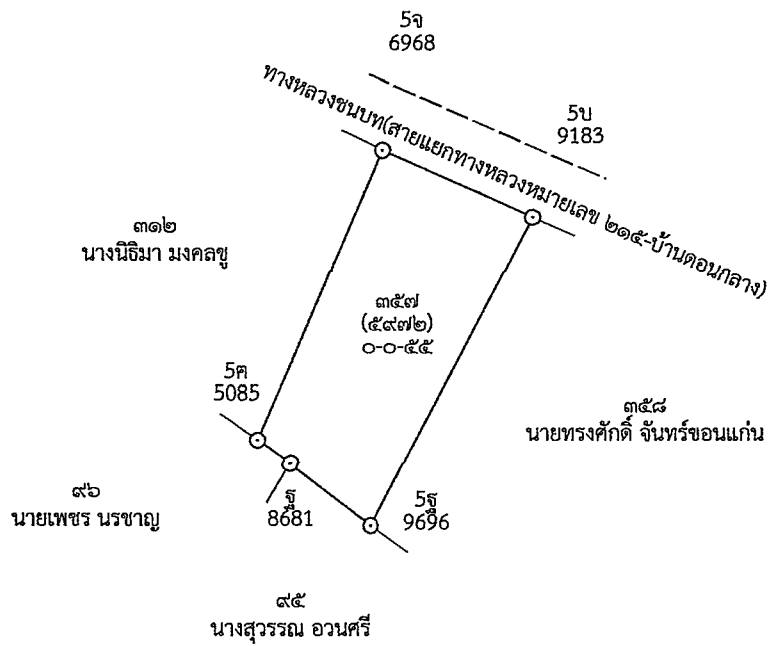 5จ
6968
5บ
9183
ทางหลวงชนบท(สายแยกทางหลวงหมายเลข ๒๑๕-บ้านดอนกลาง)
๓๑๒
นางนิธิมา มงคลชู
๓๕๗
(๕๙๗๒)
๐-๐-๕๕
5ค
5085
๓๕๘
นายทรงศักดิ์ จันทร์ขอนแก่น
๙๖
นายเพชร นรชาญ
ฐ
8681
5ฐ
9696
๙๕
นางสุวรรณ อวนศรี